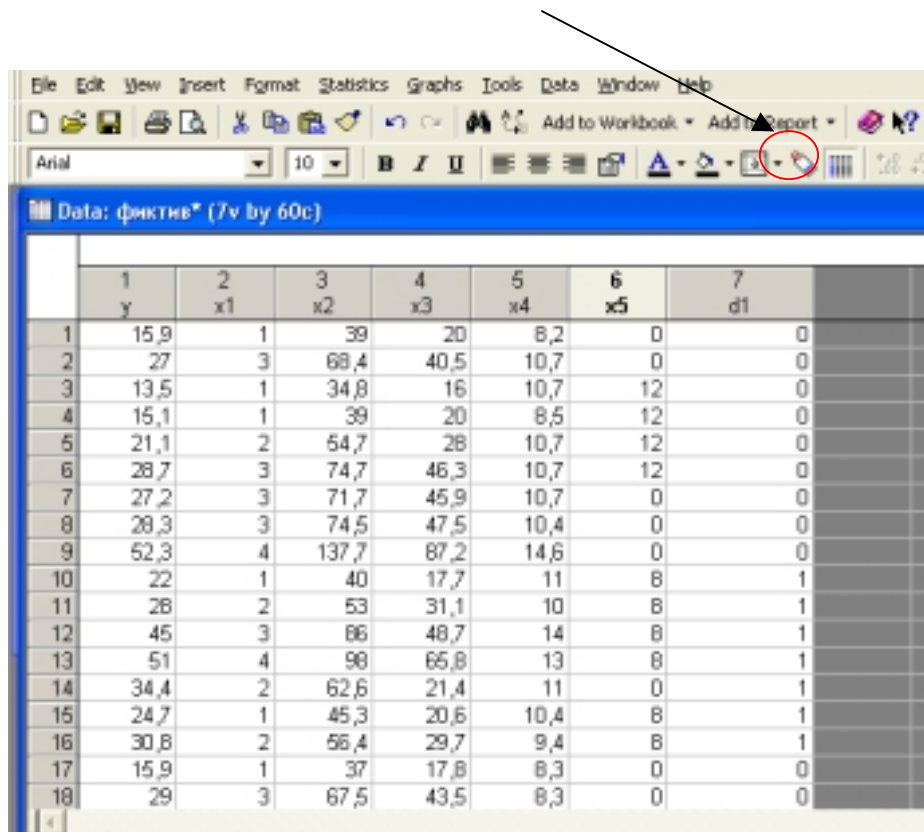 File Edit View Insert Format Statistics Graphs Tools Data Window Help
Add to Workbook Add to Report
Arial 10 B I U A
Data: фиктив* (7v by 60c)
1 2 3 4 5 6 7
y x1 x2 x3 x4 x5 d1
1 15,9 1 39 20 8,2 0 0
2 27 3 68,4 40,5 10,7 0 0
3 13,5 1 34,8 16 10,7 12 0
4 15,1 1 39 20 8,5 12 0
5 21,1 2 54,7 28 10,7 12 0
6 28,7 3 74,7 46,3 10,7 12 0
7 27,2 3 71,7 45,9 10,7 0 0
8 28,3 3 74,5 47,5 10,4 0 0
9 52,3 4 137,7 87,2 14,6 0 0
10 22 1 40 17,7 11 8 1
11 28 2 53 31,1 10 8 1
12 45 3 86 48,7 14 8 1
13 51 4 98 65,8 13 8 1
14 34,4 2 62,6 21,4 11 0 1
15 24,7 1 45,3 20,6 10,4 8 1
16 30,8 2 56,4 29,7 9,4 8 1
17 15,9 1 37 17,8 8,3 0 0
18 29 3 67,5 43,5 8,3 0 0